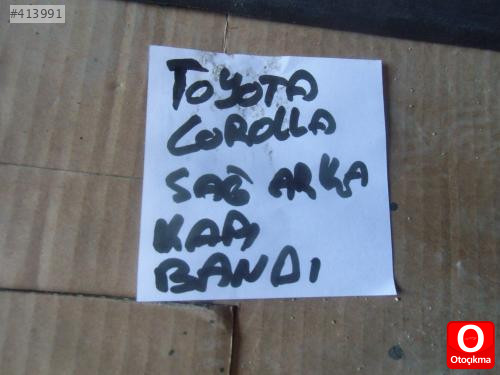 #413991
TOYOTA
COROLLA
SAĞ ARKA
KAPI
BANDI
O
Otoçıkma